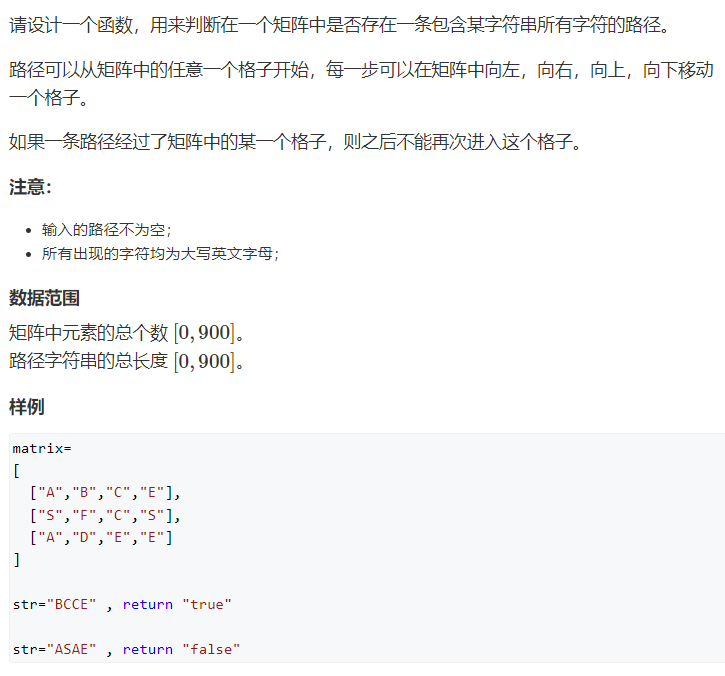 请设计一个函数，用来判断在一个矩阵中是否存在一条包含某字符串所有字符的路径。
路径可以从矩阵中的任意一个格子开始，每一步可以在矩阵中向左，向右，向上，向下移动
一个格子。
如果一条路径经过了矩阵中的某一个格子，则之后不能再次进入这个格子。
注意：
• 输入的路径不为空；
• 所有出现的字符均为大写英文字母；
数据范围
矩阵中元素的总个数 [0,900]。
路径字符串的总长度 [0,900]。
样例
matrix=
[
["A","B","C","E"],
["S","F","C","S"],
["A","D","E","E"]
]
str="BCCE" , return "true"
str="ASAE" , return "false"